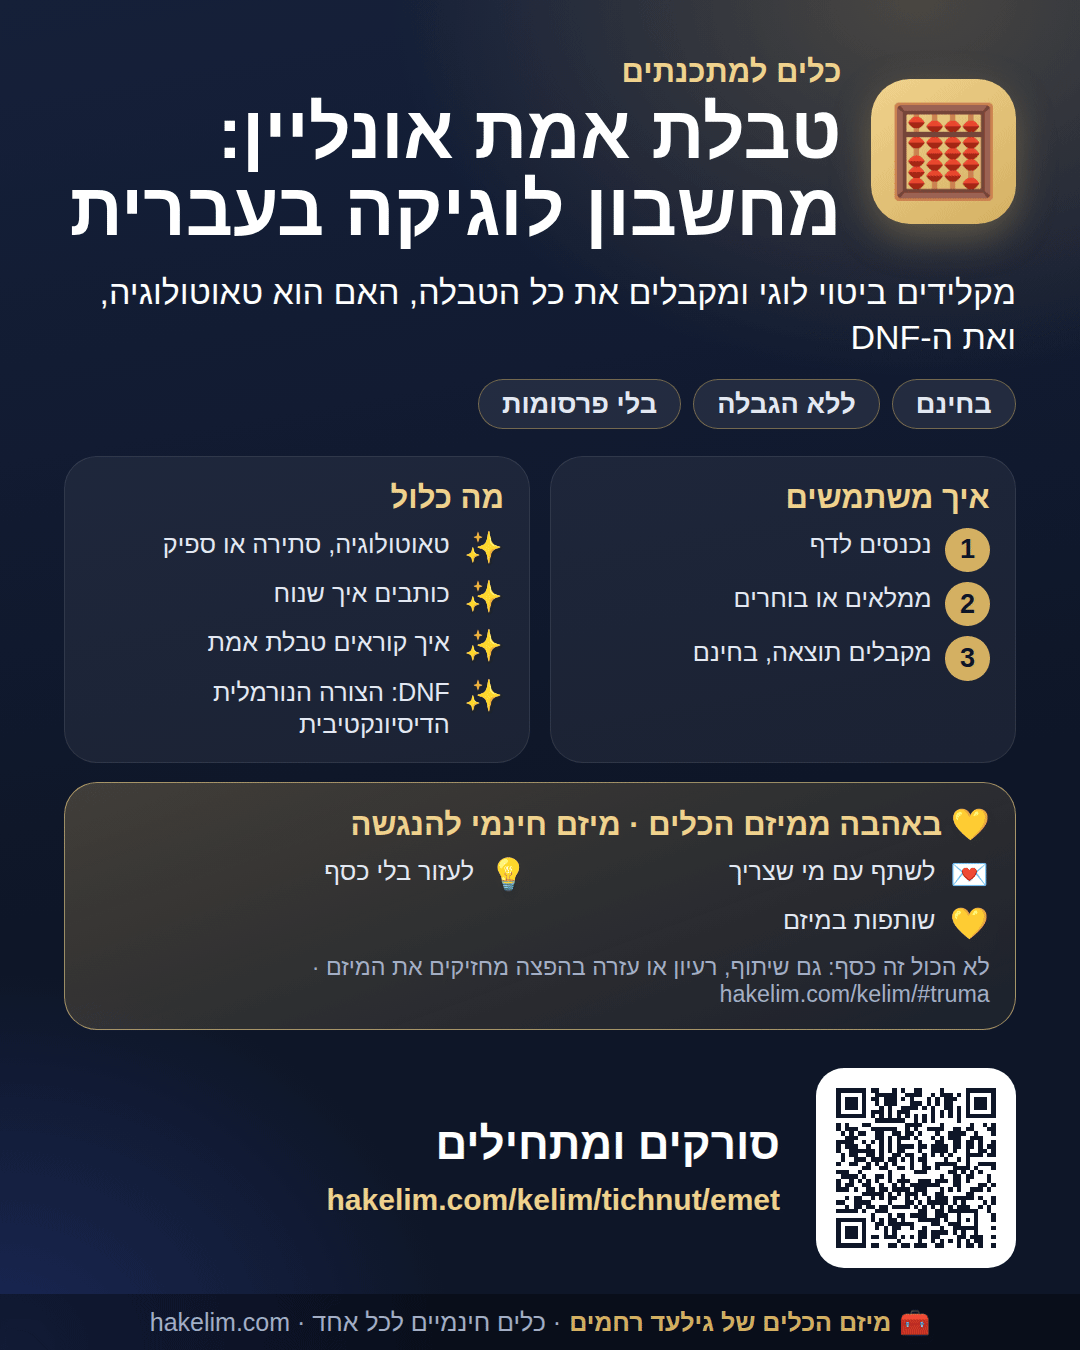 כלים למתכנתים
טבלת אמת אונליין:
מחשבון לוגיקה בעברית
מקלידים ביטוי לוגי ומקבלים את כל הטבלה, האם הוא טאוטולוגיה,
ואת ה-DNF
בחינם
ללא הגבלה
בלי פרסומות
איך משתמשים
1 נכנסים לדף
2 ממלאים או בוחרים
3 מקבלים תוצאה, בחינם
מה כלול
טאוטולוגיה, סתירה או ספיק
כותבים איך שנוח
איך קוראים טבלת אמת
DNF: הצורה הנורמלית
הדיסיונקטיבית
באהבה ממיזם הכלים · מיזם חינמי להנגשה
לשתף עם מי שצריך
לעזור בלי כסף
שותפות במיזם
לא הכול זה כסף: גם שיתוף, רעיון או עזרה בהפצה מחזיקים את המיזם ·
hakelim.com/kelim/#truma
סורקים ומתחילים
hakelim.com/kelim/tichnut/emet
מיזם הכלים של גילעד רחמים · כלים חינמיים לכל אחד · hakelim.com